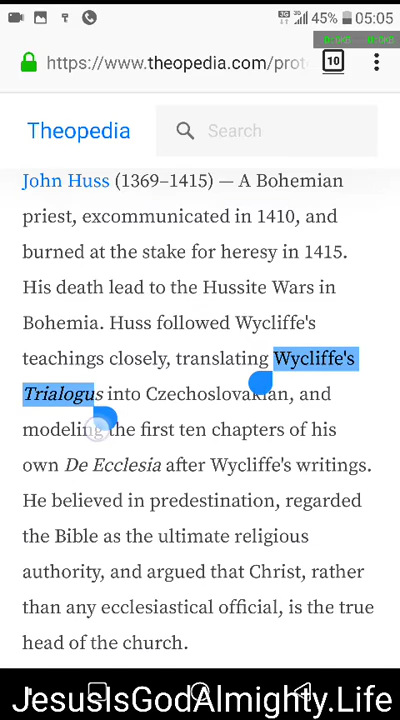 45% 05:05
https://www.theopedia.com/prot
10
Theopedia
Search
John Huss (1369–1415) — A Bohemian
priest, excommunicated in 1410, and
burned at the stake for heresy in 1415.
His death lead to the Hussite Wars in
Bohemia. Huss followed Wycliffe's
teachings closely, translating Wycliffe's
Trialogus into Czechoslovakian, and
modeling the first ten chapters of his
own De Ecclesia after Wycliffe's writings.
He believed in predestination, regarded
the Bible as the ultimate religious
authority, and argued that Christ, rather
than any ecclesiastical official, is the true
head of the church.
JesusIsGodAlmighty.Life